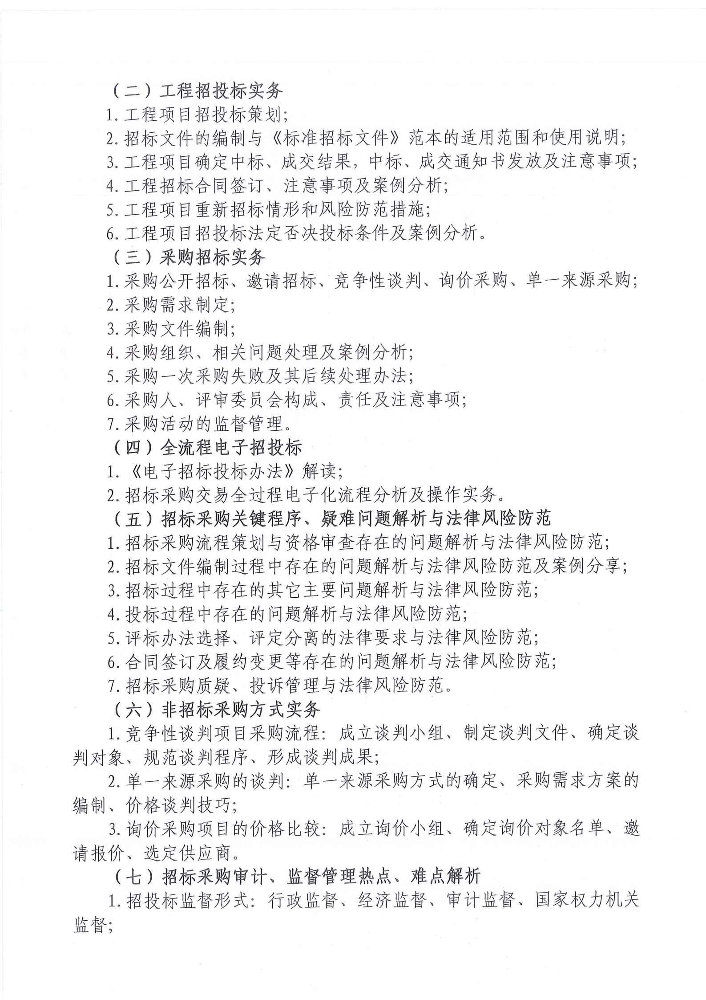 （二）工程招投标实务
1. 工程项目招投标策划；
2. 招标文件的编制与《标准招标文件》范本的适用范围和使用说明；
3. 工程项目确定中标、成交结果，中标、成交通知书发放及注意事项；
4. 工程招标合同签订、注意事项及案例分析；
5. 工程项目重新招标情形和风险防范措施；
6. 工程项目招投标法定否决投标条件及案例分析。
（三）采购招标实务
1. 采购公开招标、邀请招标、竞争性谈判、询价采购、单一来源采购；
2. 采购需求制定；
3. 采购文件编制；
4. 采购组织、相关问题处理及案例分析；
5. 采购一次采购失败及其后续处理办法；
6. 采购人、评审委员会构成、责任及注意事项；
7. 采购活动的监督管理。
（四）全流程电子招投标
1. 《电子招标投标办法》解读；
2. 招标采购交易全过程电子化流程分析及操作实务。
（五）招标采购关键程序、疑难问题解析与法律风险防范
1. 招标采购流程策划与资格审查存在的问题解析与法律风险防范；
2. 招标文件编制过程中存在的问题解析与法律风险防范及案例分享；
3. 招标过程中存在的其它主要问题解析与法律风险防范；
4. 投标过程中存在的问题解析与法律风险防范；
5. 评标办法选择、评定分离的法律要求与法律风险防范；
6. 合同签订及履约变更等存在的问题解析与法律风险防范；
7. 招标采购质疑、投诉管理与法律风险防范。
（六）非招标采购方式实务
1. 竞争性谈判项目采购流程：成立谈判小组、制定谈判文件、确定谈
判对象、规范谈判程序、形成谈判成果；
2. 单一来源采购的谈判：单一来源采购方式的确定、采购需求方案的
编制、价格谈判技巧；
3. 询价采购项目的价格比较：成立询价小组、确定询价对象名单、邀
请报价、选定供应商。
（七）招标采购审计、监督管理热点、难点解析
1. 招投标监督形式：行政监督、经济监督、审计监督、国家权力机关
监督；